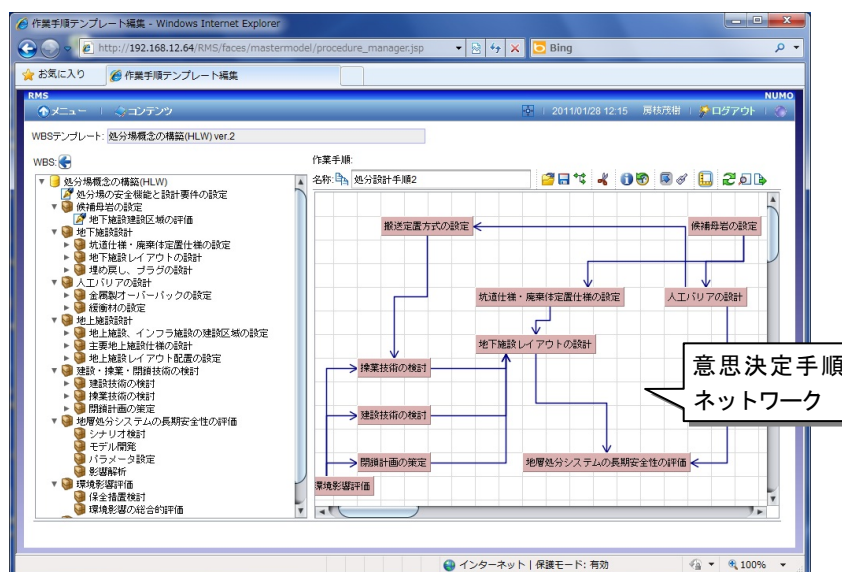 作業手順テンプレート編集 - Windows Internet Explorer
http://192.168.12.64/RMS/faces/mastermodel/procedure_manager.jsp
Bing
お気に入り
作業手順テンプレート編集
RMS
NUMO
メニュー
コンテンツ
2011/01/28 12:15
房枝茂樹
ログアウト
WBSテンプレート: 処分場概念の構築(HLW) ver.2
WBS:
処分場概念の構築(HLW)
処分場の安全機能と設計要件の設定
候補母岩の設定
地下施設建設区域の評価
地下施設設計
坑道仕様・廃棄体定置仕様の設定
地下施設レイアウトの設計
埋め戻し、プラグの設計
人工バリアの設計
金属製オーバーパックの設定
緩衝材の設定
地上施設設計
地上施設、インフラ施設の建設区域の設定
主要地上施設仕様の設計
地上施設レイアウト配置の設定
建設・操業・閉鎖技術の検討
建設技術の検討
操業技術の検討
閉鎖計画の策定
地層処分システムの長期安全性の評価
シナリオ検討
モデル開発
パラメータ設定
影響解析
環境影響評価
保全措置検討
環境影響の総合的評価
作業手順:
名称: 処分設計手順2
搬送定置方式の設定
候補母岩の設定
坑道仕様・廃棄体定置仕様の設定
人工バリアの設計
地下施設レイアウトの設計
操業技術の検討
建設技術の検討
閉鎖計画の策定
地層処分システムの長期安全性の評価
環境影響評価
意思決定手順
ネットワーク
インターネット | 保護モード: 有効
100%